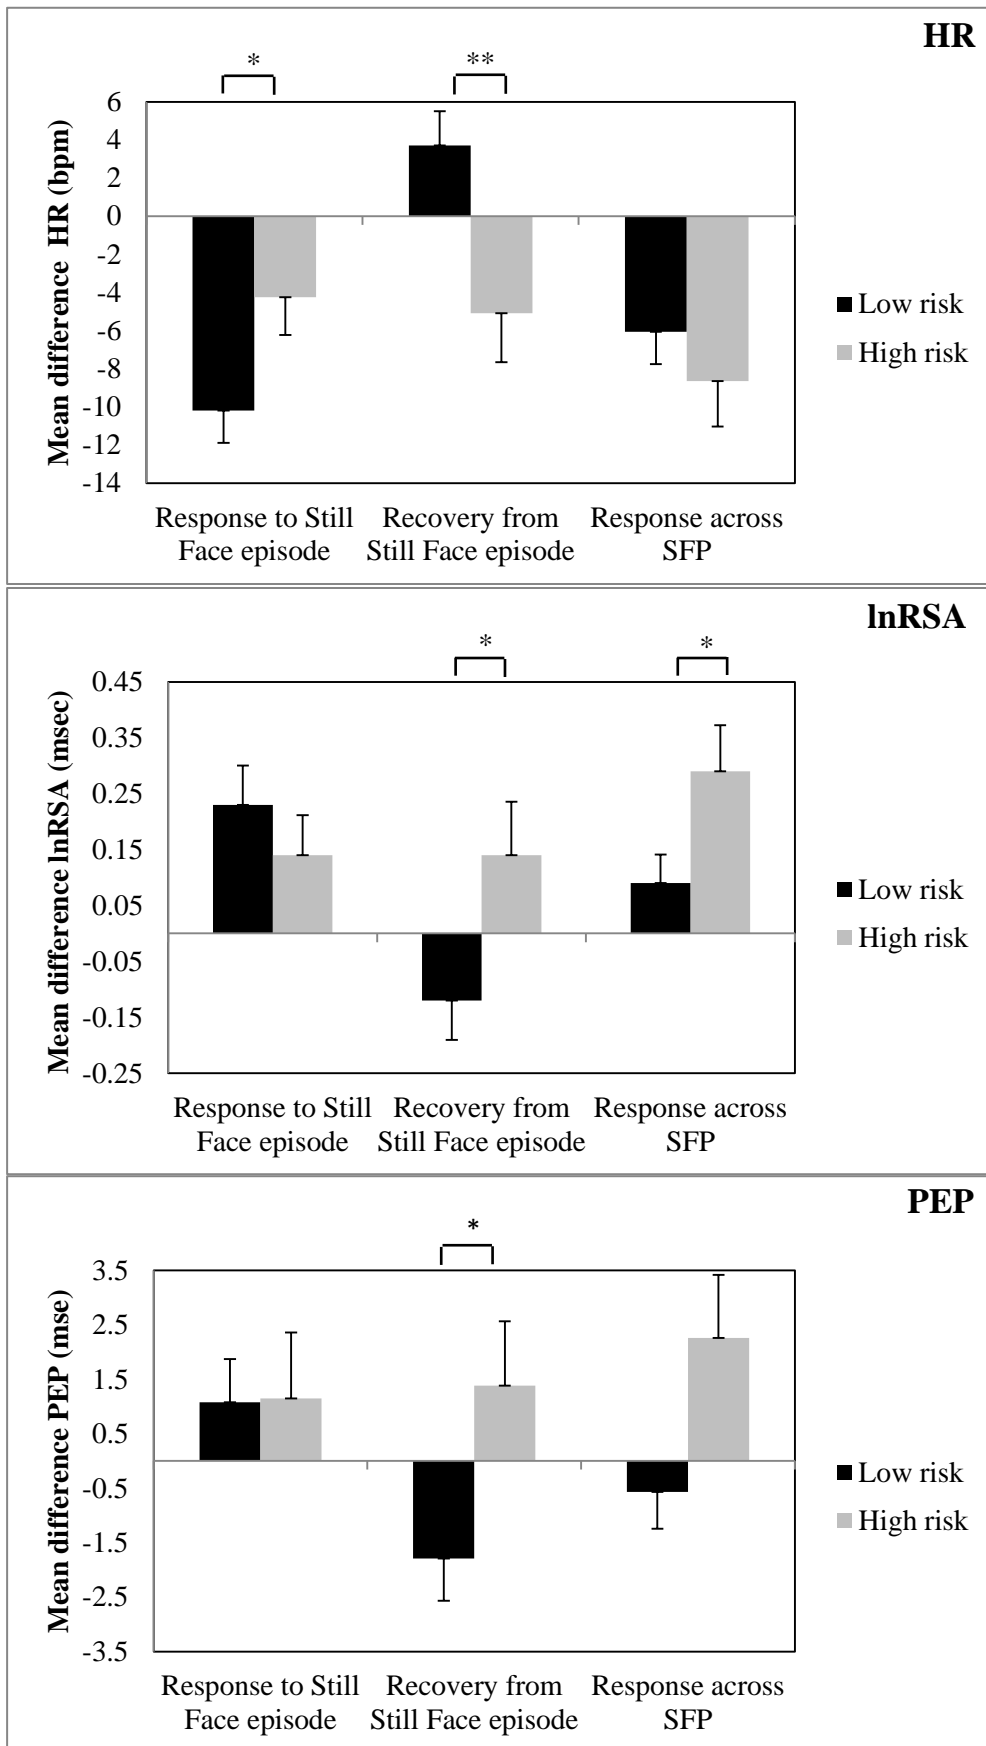 HR
*
**
Mean difference HR (bpm)
6
4
2
0
-2
-4
-6
-8
-10
-12
-14
Low risk
High risk
Response to Still
Face episode
Recovery from
Still Face episode
Response across
SFP
lnRSA
*
*
Mean difference lnRSA (msec)
0.45
0.35
0.25
0.15
0.05
-0.05
-0.15
-0.25
Low risk
High risk
Response to Still
Face episode
Recovery from
Still Face episode
Response across
SFP
PEP
*
Mean difference PEP (mse)
3.5
2.5
1.5
0.5
-0.5
-1.5
-2.5
-3.5
Low risk
High risk
Response to Still
Face episode
Recovery from
Still Face episode
Response across
SFP